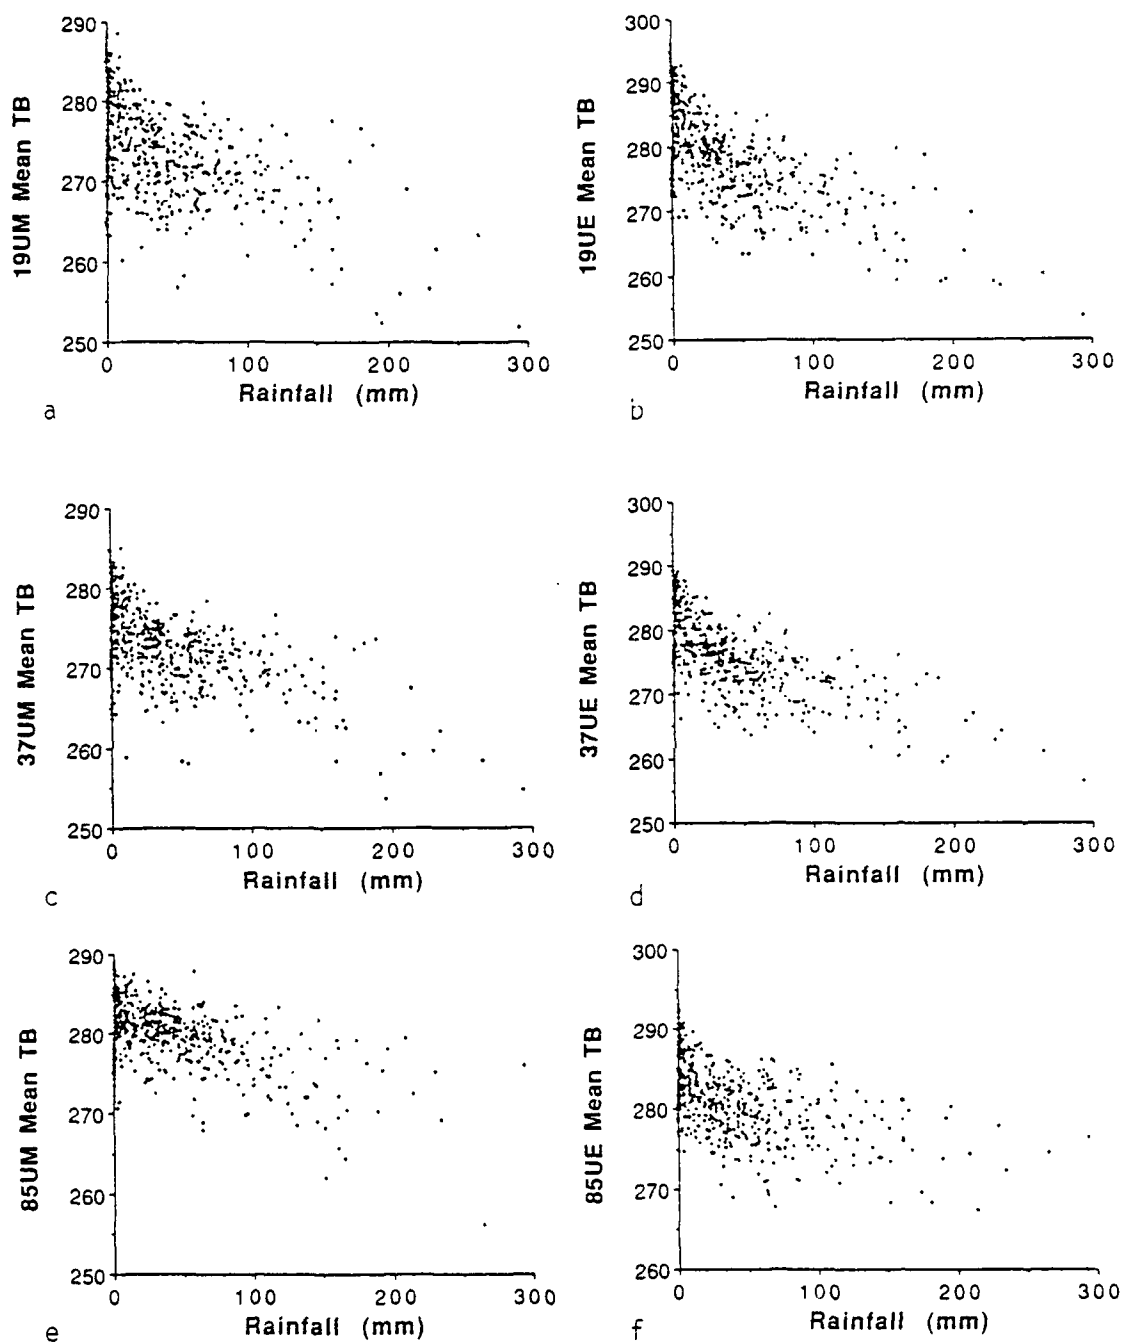 290
280
270
260
250
19UM Mean TB
0 100 200 300
Rainfall (mm)
a
300
290
280
270
260
250
19UE Mean TB
0 100 200 300
Rainfall (mm)
b
290
280
270
260
250
37UM Mean TB
0 100 200 300
Rainfall (mm)
c
300
290
280
270
260
250
37UE Mean TB
0 100 200 300
Rainfall (mm)
d
290
280
270
260
250
85UM Mean TB
0 100 200 300
Rainfall (mm)
e
300
290
280
270
260
85UE Mean TB
0 100 200 300
Rainfall (mm)
f